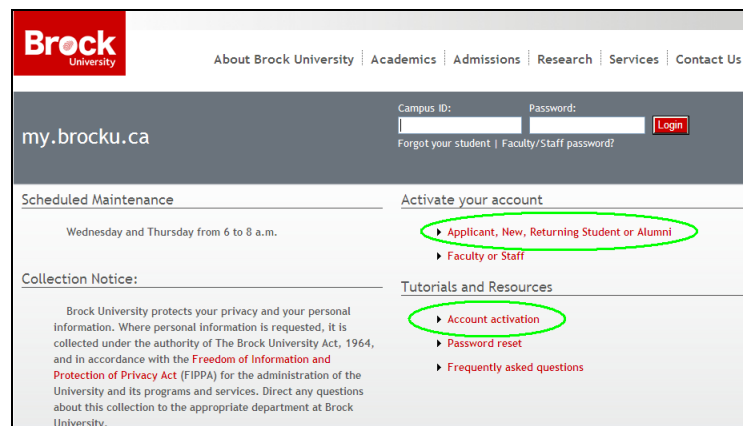 Brock
University
About Brock University Academics Admissions Research Services Contact Us
my.brocku.ca
Campus ID: Password:
Login
Forgot your student | Faculty/Staff password?
Scheduled Maintenance
Wednesday and Thursday from 6 to 8 a.m.
Collection Notice:
Brock University protects your privacy and your personal
information. Where personal information is requested, it is
collected under the authority of The Brock University Act, 1964,
and in accordance with the Freedom of Information and
Protection of Privacy Act (FIPPA) for the administration of the
University and its programs and services. Direct any questions
about this collection to the appropriate department at Brock
University.
Activate your account
Applicant, New, Returning Student or Alumni
Faculty or Staff
Tutorials and Resources
Account activation
Password reset
Frequently asked questions